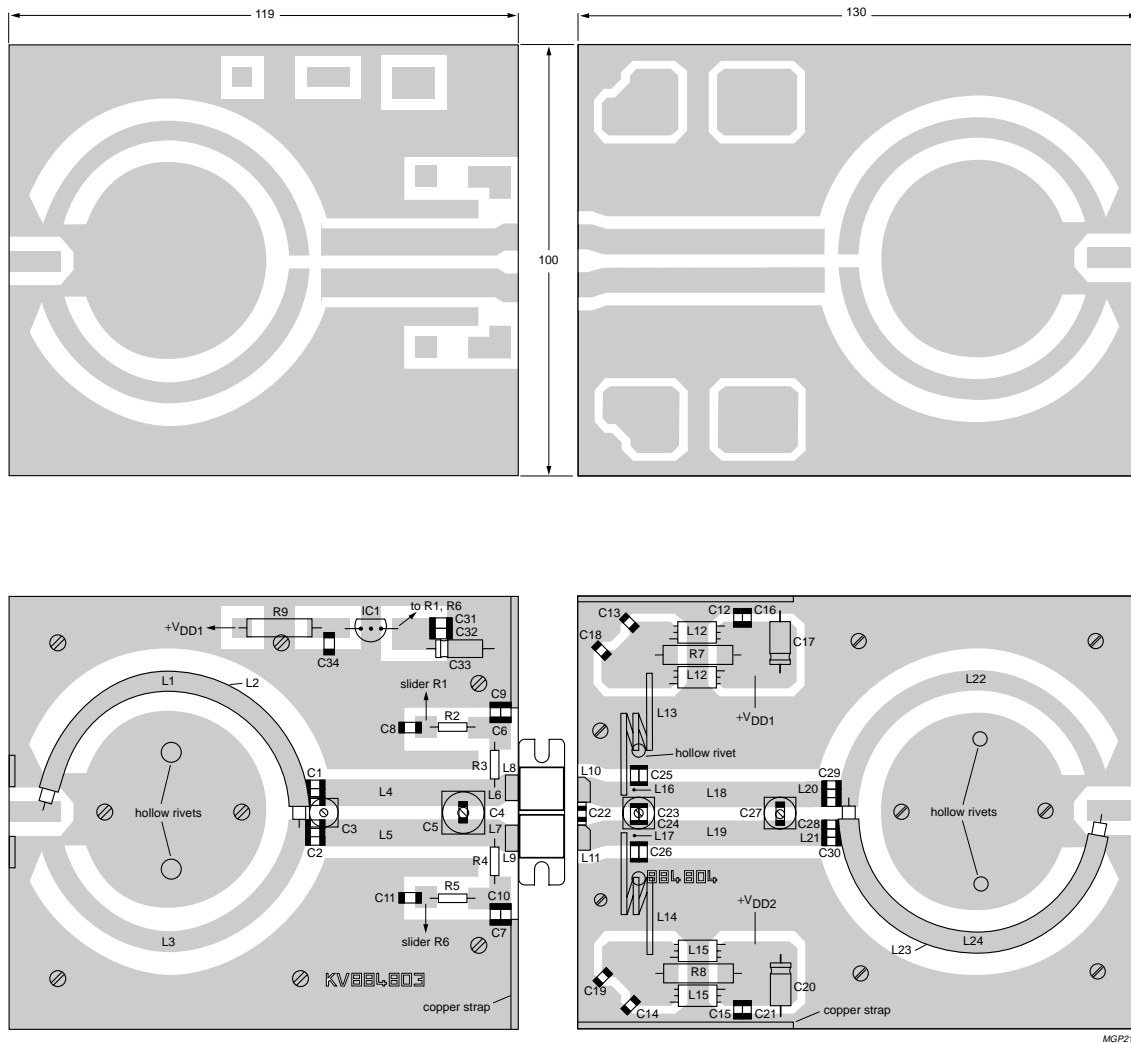 119
130
100
R9
IC1
to R1, R6
+VDD1
C31
C32
C33
C34
L1
L2
slider R1
C9
C8
R2
C6
R3
L8
hollow rivets
C1
L4
L6
C3
C5
C4
L5
L7
C2
R4
L9
C11
R5
C10
C7
slider R6
L3
KV884803
copper strap
C13
C12
C16
C18
L12
R7
C17
L12
L13
+VDD1
hollow rivet
L22
L10
C25
L16
L18
C29
L20
C22
C23
C24
C27
C28
hollow rivets
L17
L19
L21
L11
C26
C30
884804
L14
+VDD2
L23
L24
L15
R8
C19
L15
C20
C14
C15
C21
copper strap